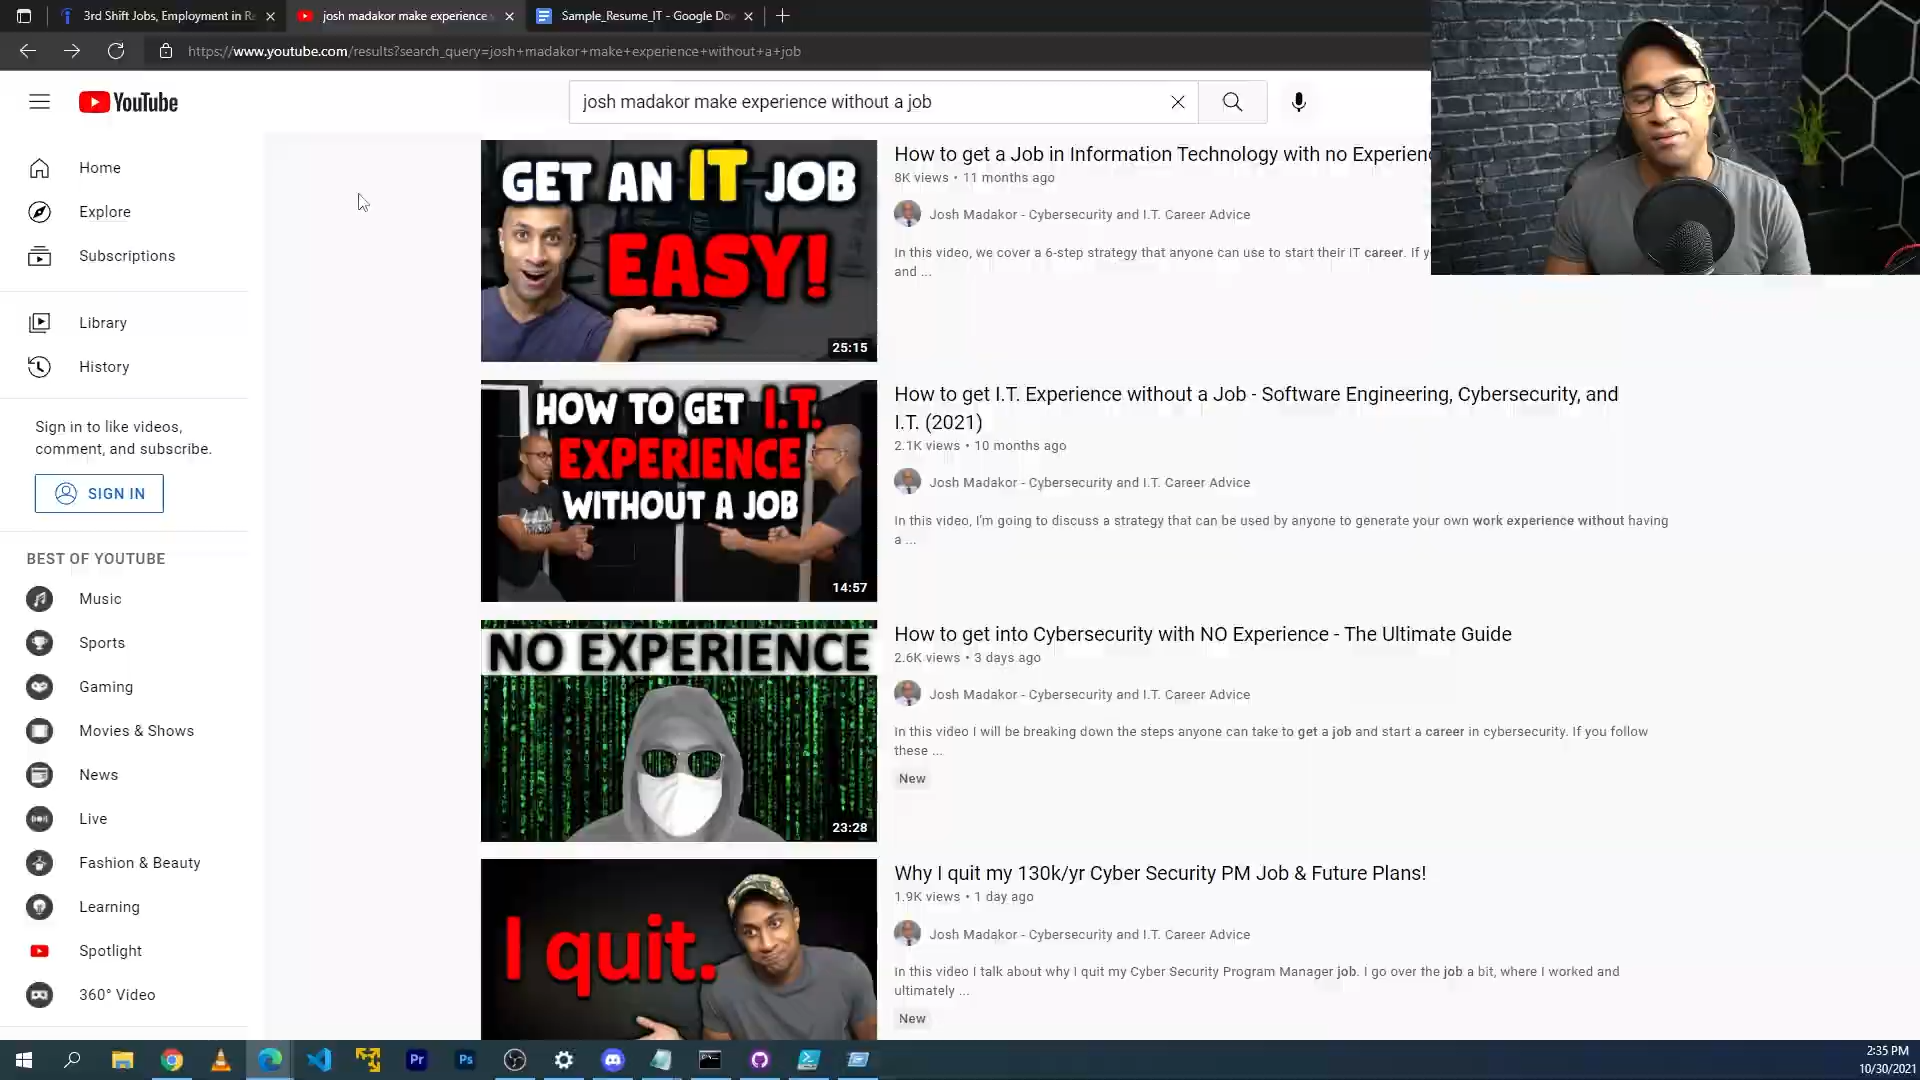 3rd Shift Jobs, Employment in R
josh madakor make experience
Sample_Resume_IT - Google Do
https://www.youtube.com/results?search_query=josh+madakor+make+experience+without+a+job
YouTube
josh madakor make experience without a job
Home
Explore
Subscriptions
Library
History
Sign in to like videos,
comment, and subscribe.
SIGN IN
BEST OF YOUTUBE
Music
Sports
Gaming
Movies & Shows
News
Live
Fashion & Beauty
Learning
Spotlight
360° Video
GET AN IT JOB
EASY!
25:15
How to get a Job in Information Technology with no Experien
8K views • 11 months ago
Josh Madakor - Cybersecurity and I.T. Career Advice
In this video, we cover a 6-step strategy that anyone can use to start their IT career. If y
and ...
HOW TO GET I.T.
EXPERIENCE
WITHOUT A JOB
14:57
How to get I.T. Experience without a Job - Software Engineering, Cybersecurity, and
I.T. (2021)
2.1K views • 10 months ago
Josh Madakor - Cybersecurity and I.T. Career Advice
In this video, I'm going to discuss a strategy that can be used by anyone to generate your own work experience without having
a ...
NO EXPERIENCE
23:28
How to get into Cybersecurity with NO Experience - The Ultimate Guide
2.6K views • 3 days ago
Josh Madakor - Cybersecurity and I.T. Career Advice
In this video I will be breaking down the steps anyone can take to get a job and start a career in cybersecurity. If you follow
these ...
New
I quit.
Why I quit my 130k/yr Cyber Security PM Job & Future Plans!
1.9K views • 1 day ago
Josh Madakor - Cybersecurity and I.T. Career Advice
In this video I talk about why I quit my Cyber Security Program Manager job. I go over the job a bit, where I worked and
ultimately ...
New
Pr
Ps
2:35 PM
10/30/2021